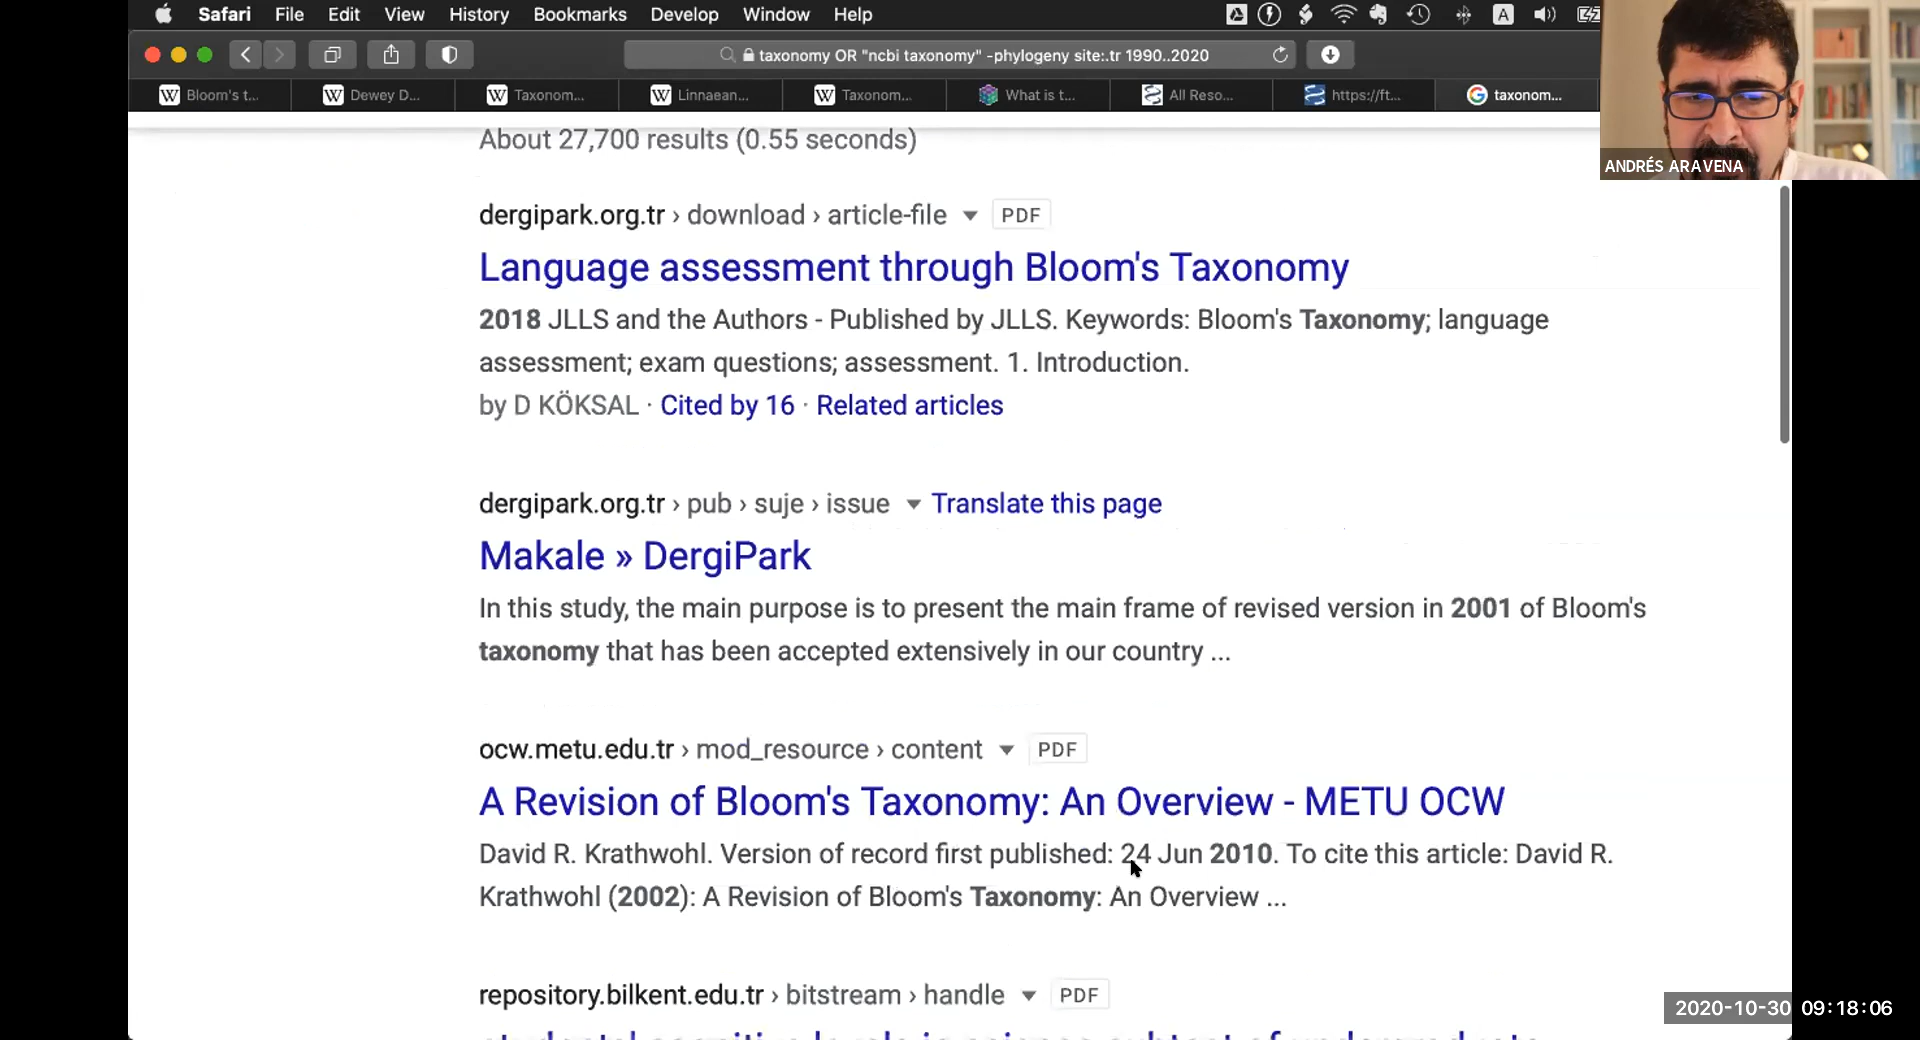 Safari File Edit View History Bookmarks Develop Window Help
A
taxonomy OR "ncbi taxonomy" -phylogeny site:.tr 1990..2020
W Bloom's t... W Dewey D... W Taxonom... W Linnaean... W Taxonom... What is t... All Reso... https://ft... G taxonom...
About 27,700 results (0.55 seconds)
ANDRÉS ARAVENA
dergipark.org.tr › download › article-file PDF
Language assessment through Bloom's Taxonomy
2018 JLLS and the Authors - Published by JLLS. Keywords: Bloom's Taxonomy; language
assessment; exam questions; assessment. 1. Introduction.
by D KÖKSAL · Cited by 16 · Related articles
dergipark.org.tr › pub › suje › issue Translate this page
Makale » DergiPark
In this study, the main purpose is to present the main frame of revised version in 2001 of Bloom's
taxonomy that has been accepted extensively in our country ...
ocw.metu.edu.tr › mod_resource › content PDF
A Revision of Bloom's Taxonomy: An Overview - METU OCW
David R. Krathwohl. Version of record first published: 24 Jun 2010. To cite this article: David R.
Krathwohl (2002): A Revision of Bloom's Taxonomy: An Overview ...
repository.bilkent.edu.tr › bitstream › handle PDF
2020-10-30 09:18:06